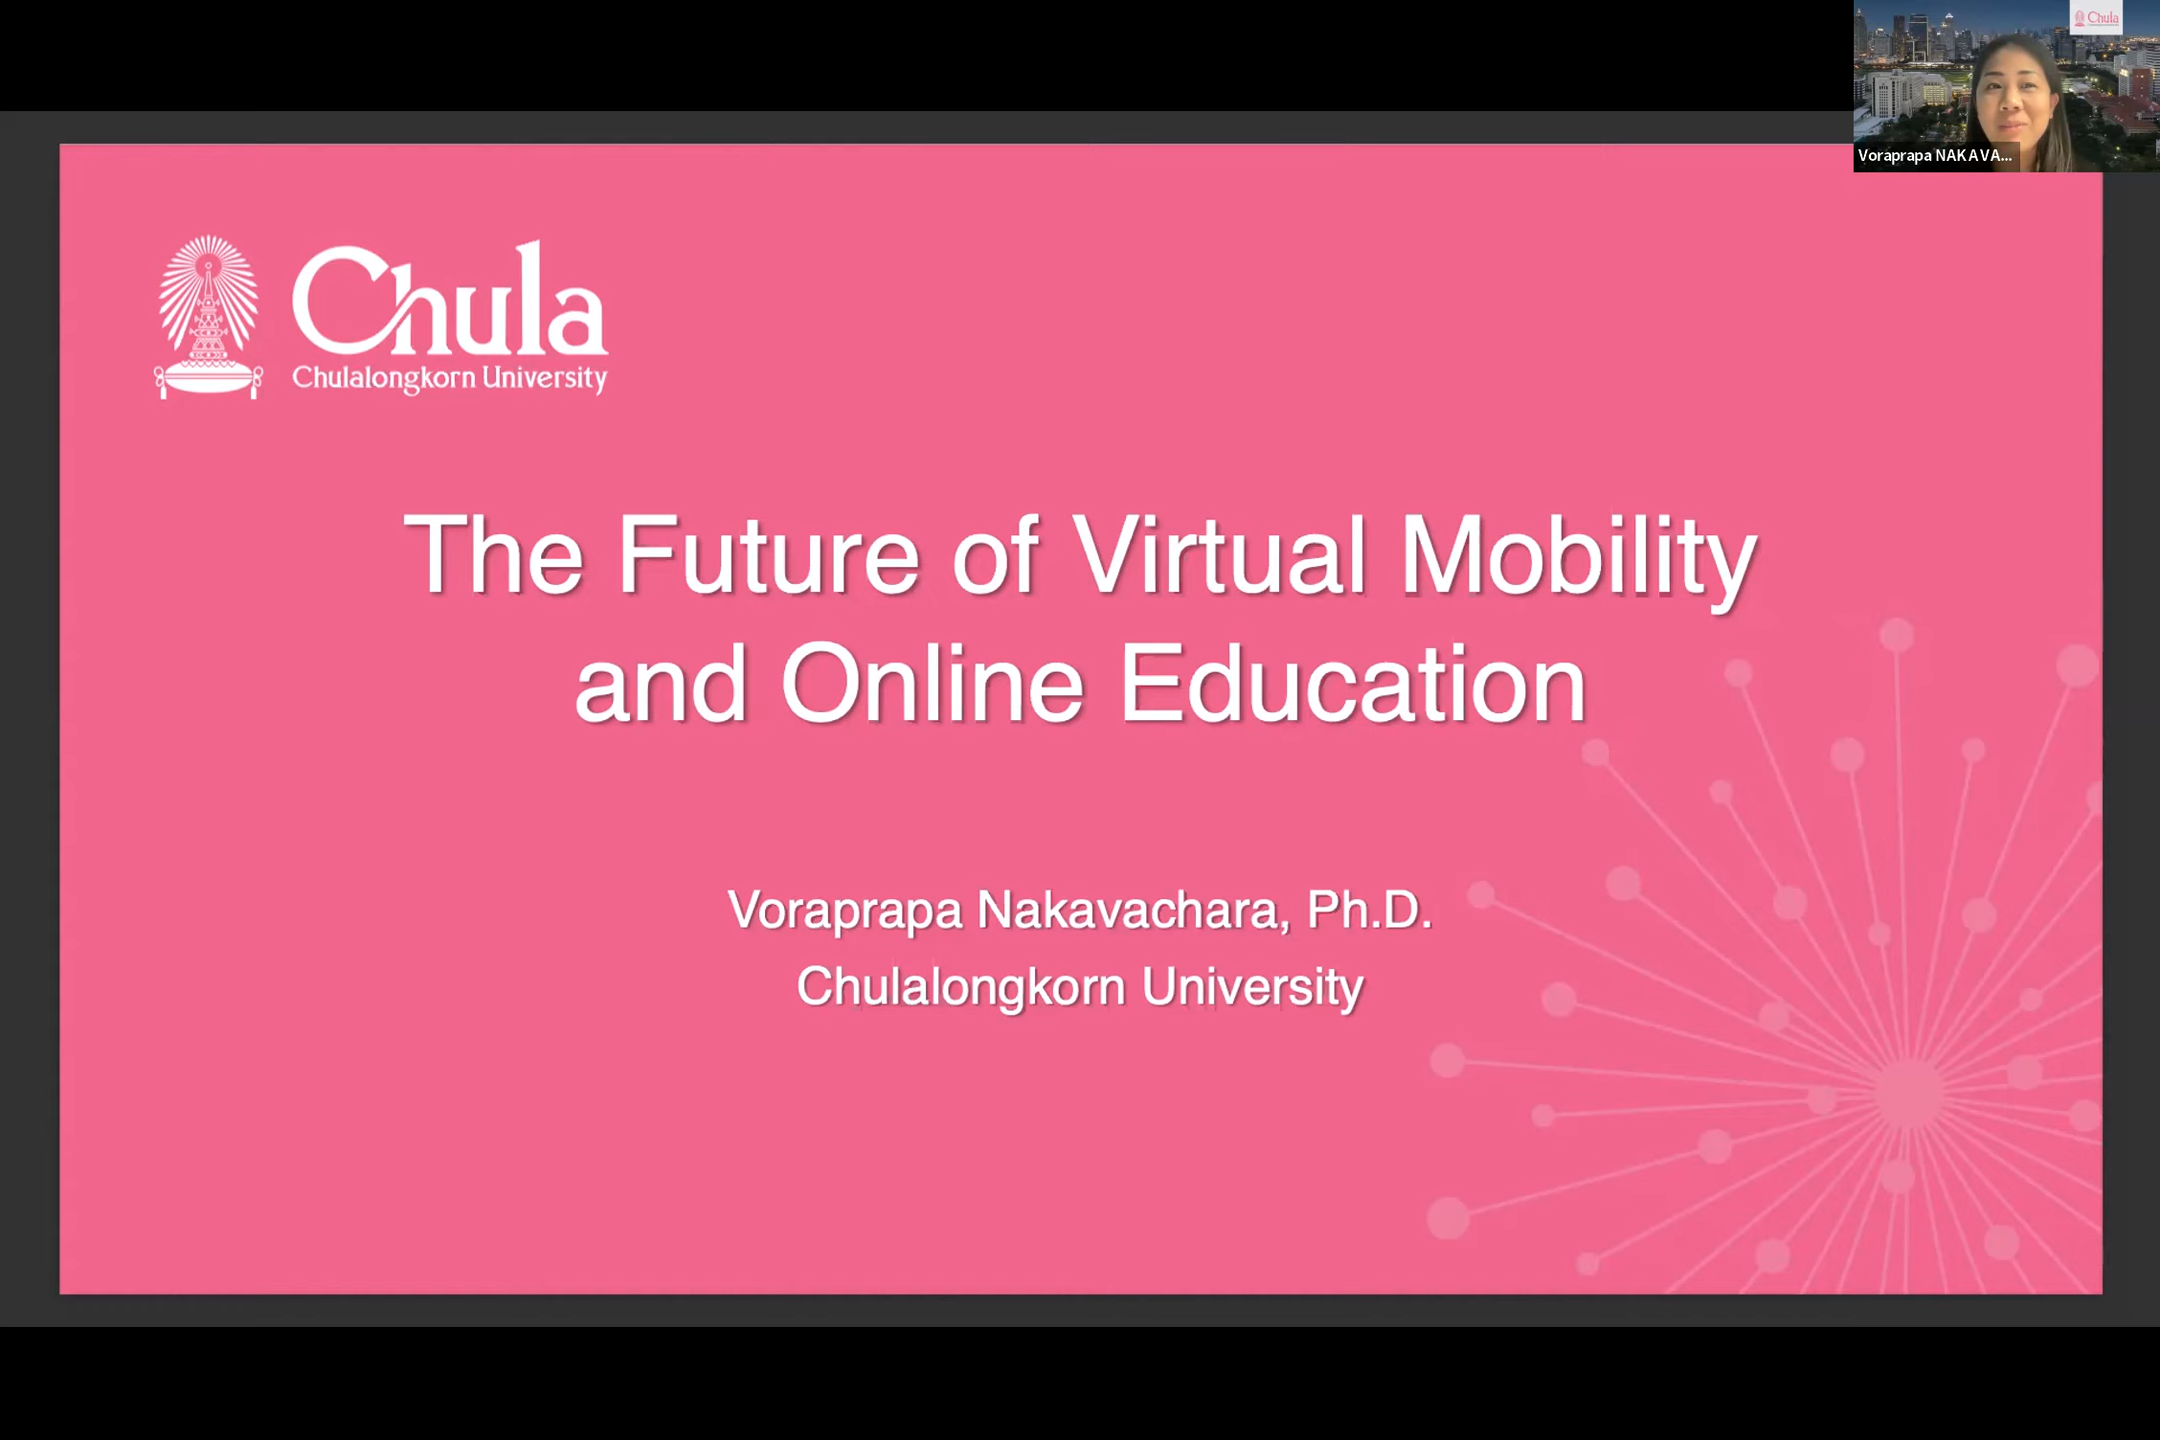 Chula
Chulalongkorn University
The Future of Virtual Mobility
and Online Education
Voraprapa Nakavachara, Ph.D.
Chulalongkorn University
Chula
Voraprapa NAKAVA...